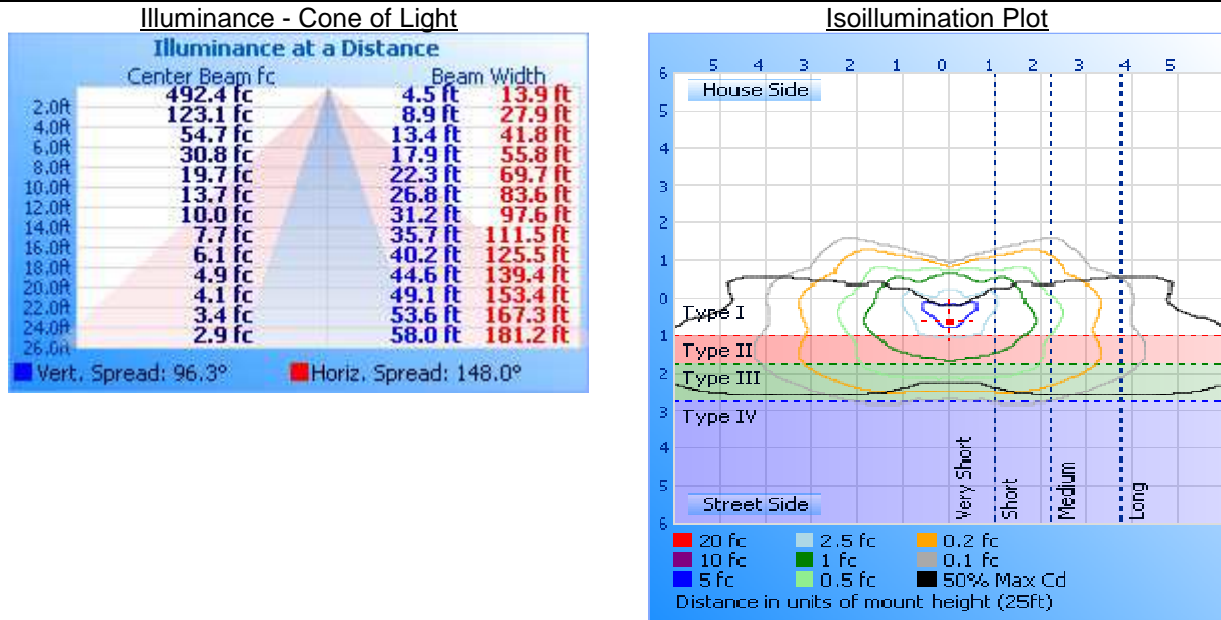 Illuminance - Cone of Light
Illuminance at a Distance
Center Beam fc Beam Width
2.0ft 492.4 fc 4.5 ft 13.9 ft
4.0ft 123.1 fc 8.9 ft 27.9 ft
6.0ft 54.7 fc 13.4 ft 41.8 ft
8.0ft 30.8 fc 17.9 ft 55.8 ft
10.0ft 19.7 fc 22.3 ft 69.7 ft
12.0ft 13.7 fc 26.8 ft 83.6 ft
14.0ft 10.0 fc 31.2 ft 97.6 ft
16.0ft 7.7 fc 35.7 ft 111.5 ft
18.0ft 6.1 fc 40.2 ft 125.5 ft
20.0ft 4.9 fc 44.6 ft 139.4 ft
22.0ft 4.1 fc 49.1 ft 153.4 ft
24.0ft 3.4 fc 53.6 ft 167.3 ft
26.0ft 2.9 fc 58.0 ft 181.2 ft
Vert. Spread: 96.3° Horiz. Spread: 148.0°
Isoillumination Plot
5 4 3 2 1 0 1 2 3 4 5
6
House Side
5
4
3
2
1
0
Type I
1
Type II
2
Type III
3
Type IV
4
5
Street Side
6
Very Short
Short
Medium
Long
20 fc 2.5 fc 0.2 fc
10 fc 1 fc 0.1 fc
5 fc 0.5 fc 50% Max Cd
Distance in units of mount height (25ft)